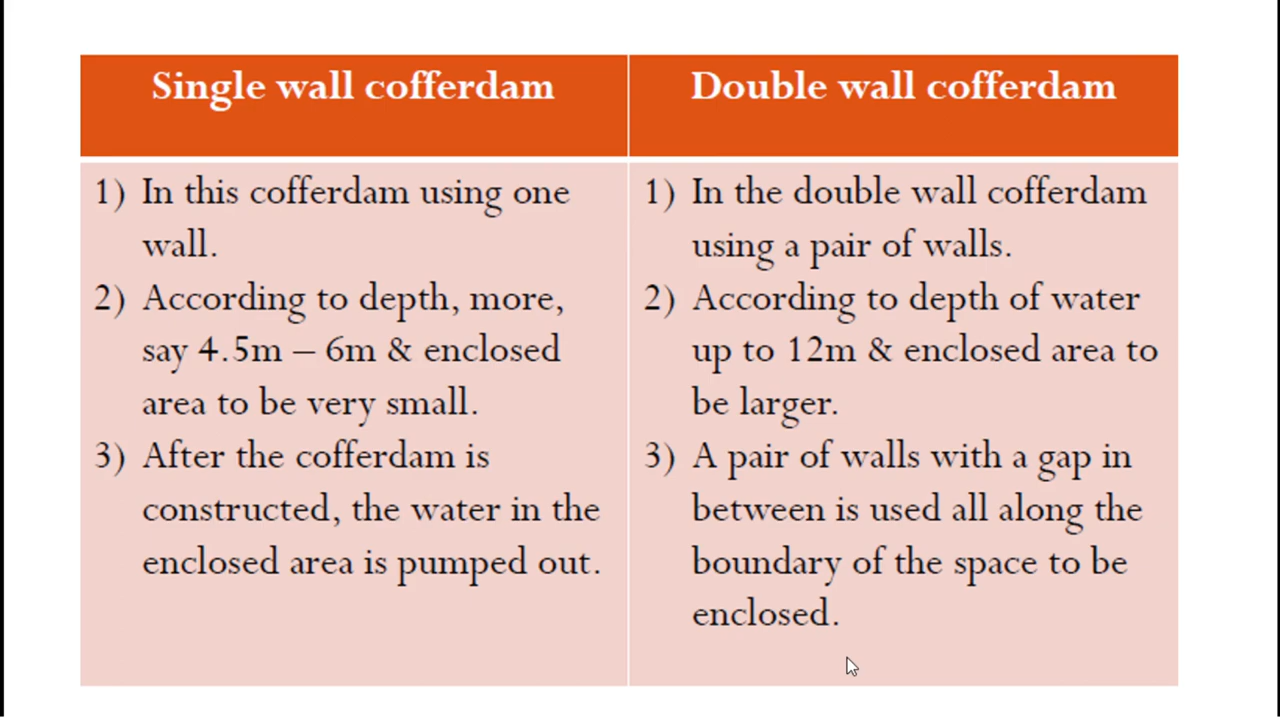 Single wall cofferdam
Double wall cofferdam
1) In this cofferdam using one
wall.
2) According to depth, more,
say 4.5m – 6m & enclosed
area to be very small.
3) After the cofferdam is
constructed, the water in the
enclosed area is pumped out.
1) In the double wall cofferdam
using a pair of walls.
2) According to depth of water
up to 12m & enclosed area to
be larger.
3) A pair of walls with a gap in
between is used all along the
boundary of the space to be
enclosed.